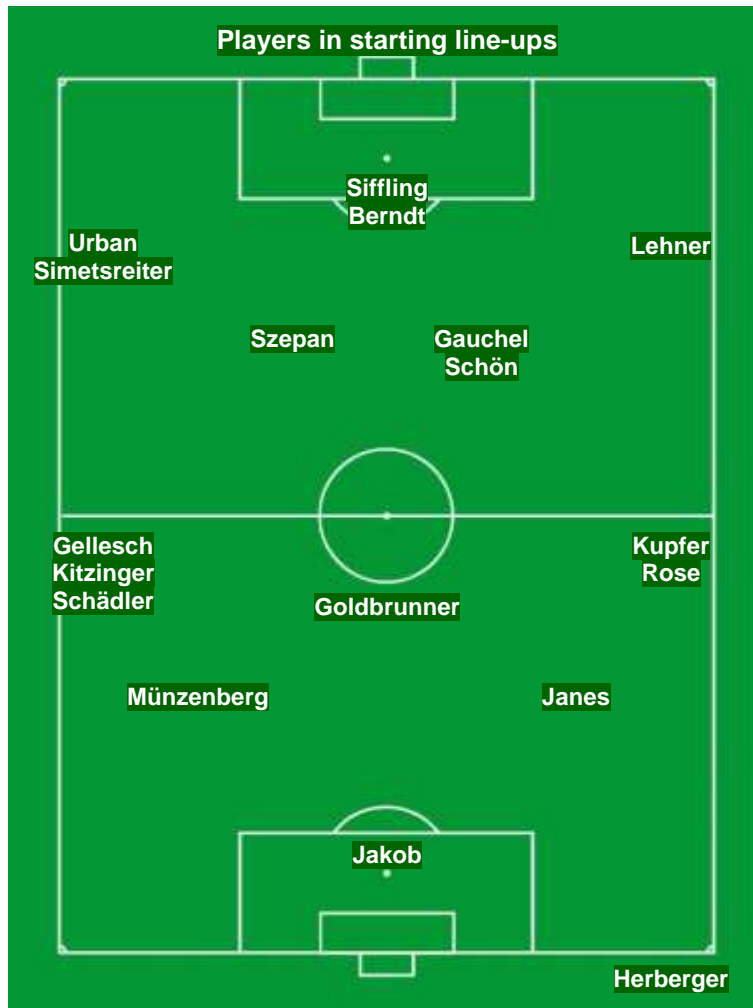 Players in starting line-ups
Siffling
Berndt
Urban
Simetsreiter
Lehner
Szepan
Gauchel
Schön
Gellesch
Kitzinger
Schädler
Kupfer
Rose
Goldbrunner
Münzenberg
Janes
Jakob
Herberger